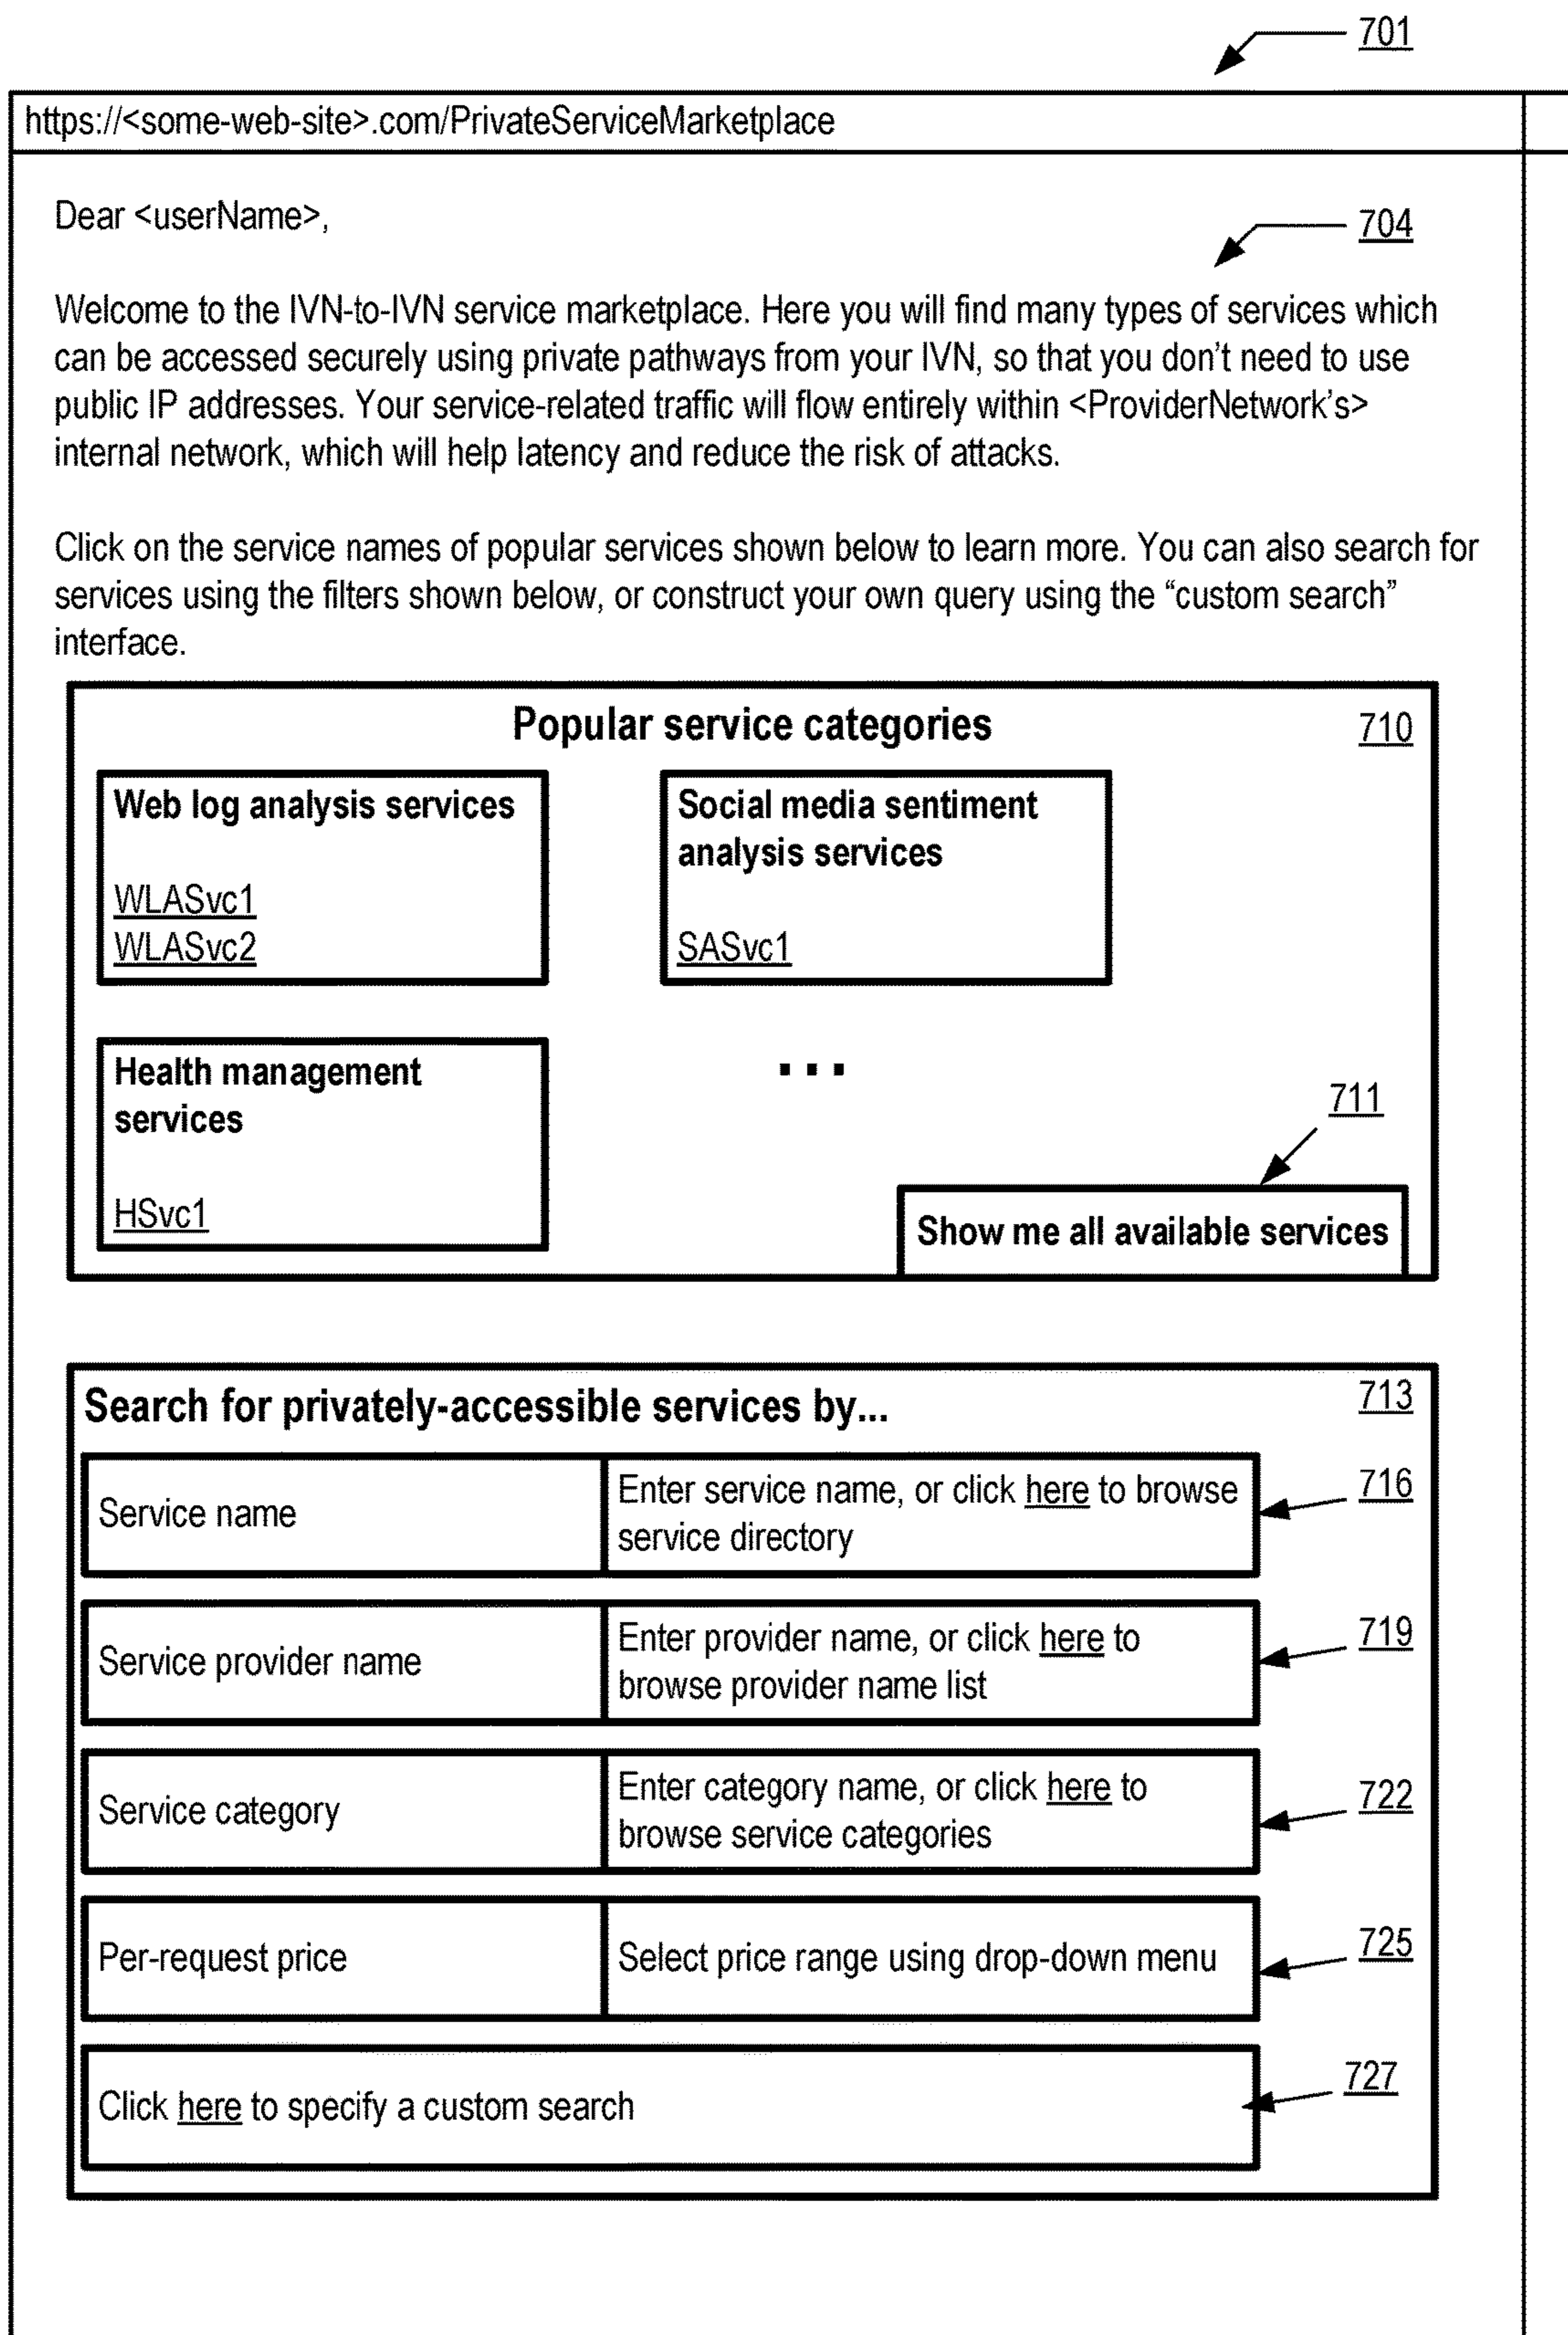 701
https://<some-web-site>.com/PrivateServiceMarketplace
Dear <userName>,
704
Welcome to the IVN-to-IVN service marketplace. Here you will find many types of services which
can be accessed securely using private pathways from your IVN, so that you don't need to use
public IP addresses. Your service-related traffic will flow entirely within <ProviderNetwork's>
internal network, which will help latency and reduce the risk of attacks.
Click on the service names of popular services shown below to learn more. You can also search for
services using the filters shown below, or construct your own query using the “custom search”
interface.
Popular service categories
710
Web log analysis services
WLASvc1
WLASvc2
Social media sentiment
analysis services
SASvc1
Health management
services
HSvc1
...
711
Show me all available services
Search for privately-accessible services by...
713
Service name
Enter service name, or click here to browse
service directory
716
Service provider name
Enter provider name, or click here to
browse provider name list
719
Service category
Enter category name, or click here to
browse service categories
722
Per-request price
Select price range using drop-down menu
725
Click here to specify a custom search
727